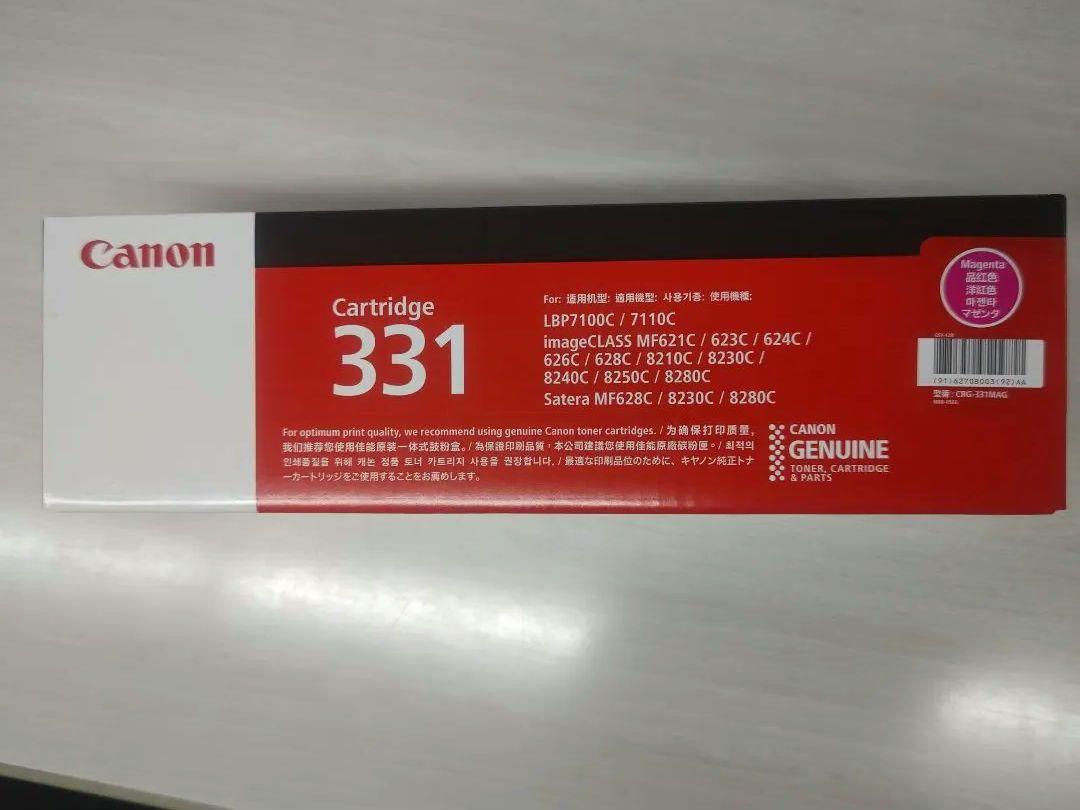 Canon
Cartridge
331
For: 适用机型: 適用機型: 사용기종: 使用機種:
LBP7100C / 7110C
imageCLASS MF621C / 623C / 624C /
626C / 628C / 8210C / 8230C /
8240C / 8250C / 8280C
Satera MF628C / 8230C / 8280C
For optimum print quality, we recommend using genuine Canon toner cartridges. / 为确保打印质量,
我们推荐您使用佳能原装一体式鼓粉盒。/ 為保證印刷品質，本公司建議您使用佳能原廠碳粉匣。/ 최적의
인쇄품질을 위해 캐논 정품 토너 카트리지 사용을 권장합니다. / 最適な印刷品位のために、キヤノン純正トナ
ーカートリッジをご使用することをお薦めします。
CANON
GENUINE
TONER, CARTRIDGE
& PARTS
Magenta
品红色
洋紅色
마젠타
マゼンタ
(91)6270B003(92)AA
型番 : CRG-331MAG